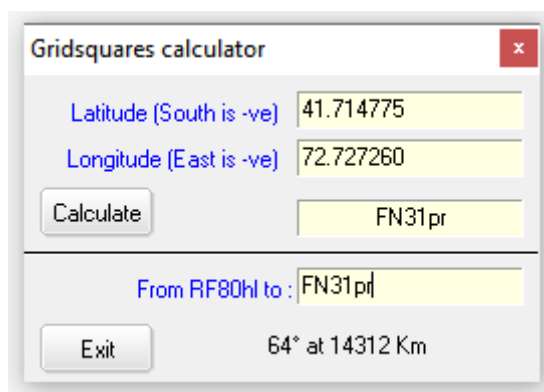 Gridsquares calculator x
Latitude (South is -ve) 41.714775
Longitude (East is -ve) 72.727260
Calculate FN31pr
From RF80hl to : FN31pr
Exit 64° at 14312 Km